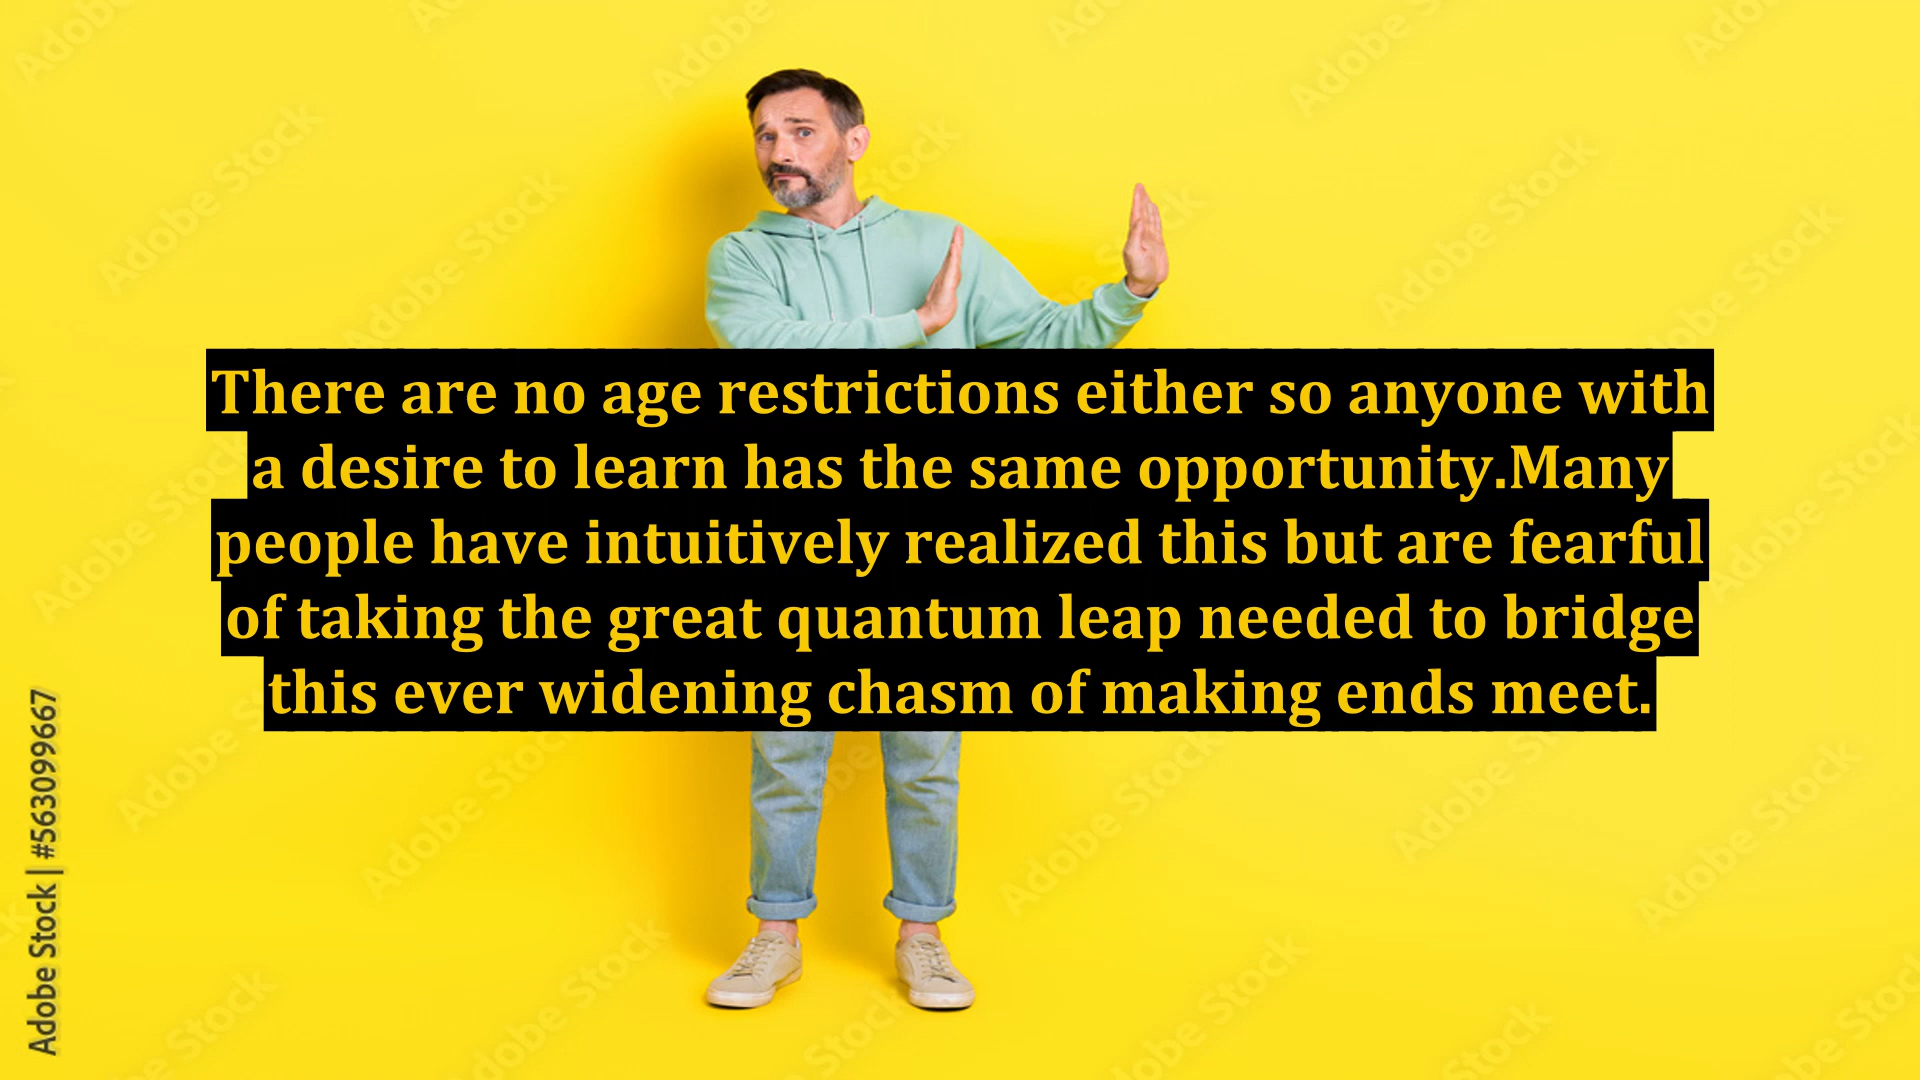 There are no age restrictions either so anyone with
a desire to learn has the same opportunity.Many
people have intuitively realized this but are fearful
of taking the great quantum leap needed to bridge
this ever widening chasm of making ends meet.
Adobe Stock | #563099667
Adobe Stock